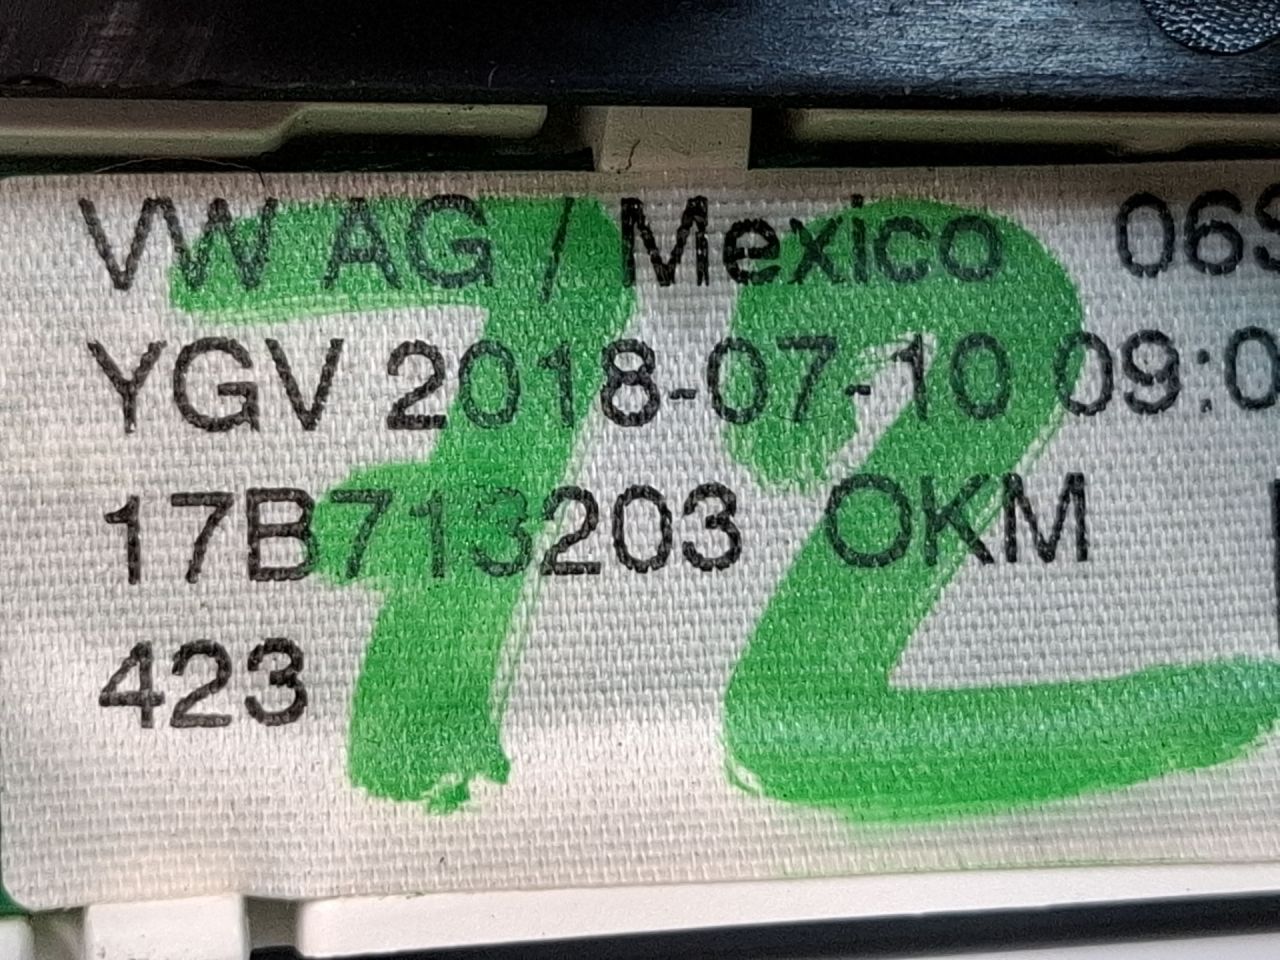 VW AG / Mexico 06S
YGV 2018-07-10 09:0
17B713203 OKM
423
72